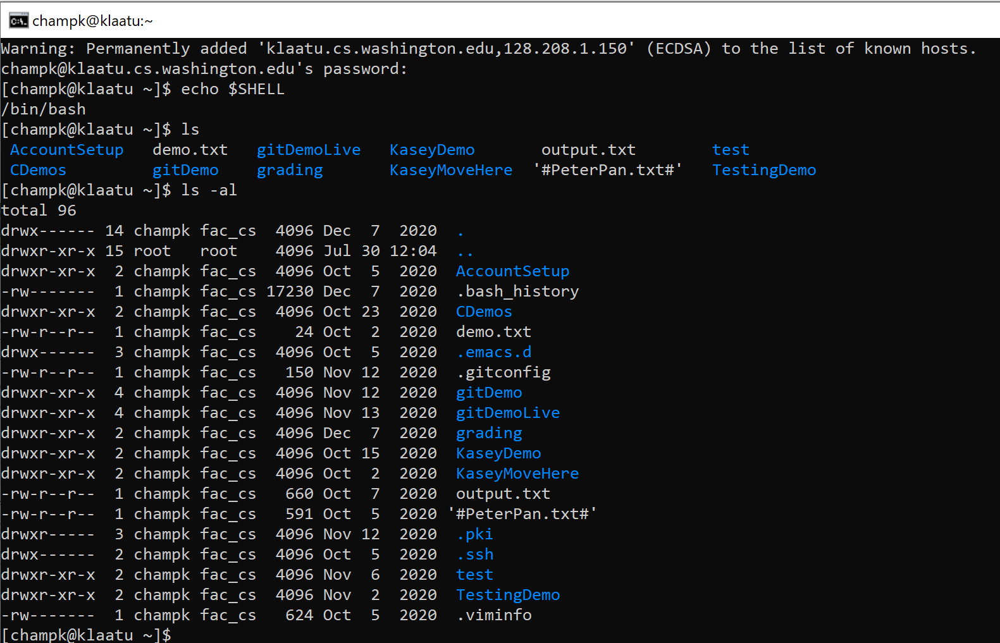 champk@klaatu:~
Warning: Permanently added 'klaatu.cs.washington.edu,128.208.1.150' (ECDSA) to the list of known hosts.
champk@klaatu.cs.washington.edu's password:
[champk@klaatu ~]$ echo $SHELL
/bin/bash
[champk@klaatu ~]$ ls
 AccountSetup   demo.txt   gitDemoLive   KaseyDemo       output.txt        test
 CDemos         gitDemo    grading       KaseyMoveHere  '#PeterPan.txt#'   TestingDemo
[champk@klaatu ~]$ ls -al
total 96
drwx------ 14 champk fac_cs  4096 Dec  7  2020  .
drwxr-xr-x 15 root   root    4096 Jul 30 12:04  ..
drwxr-xr-x  2 champk fac_cs  4096 Oct  5  2020  AccountSetup
-rw-------  1 champk fac_cs 17230 Dec  7  2020  .bash_history
drwxr-xr-x  2 champk fac_cs  4096 Oct 23  2020  CDemos
-rw-r--r--  1 champk fac_cs    24 Oct  2  2020  demo.txt
drwx------  3 champk fac_cs  4096 Oct  5  2020  .emacs.d
-rw-r--r--  1 champk fac_cs   150 Nov 12  2020  .gitconfig
drwxr-xr-x  4 champk fac_cs  4096 Nov 12  2020  gitDemo
drwxr-xr-x  4 champk fac_cs  4096 Nov 13  2020  gitDemoLive
drwxr-xr-x  2 champk fac_cs  4096 Dec  7  2020  grading
drwxr-xr-x  2 champk fac_cs  4096 Oct 15  2020  KaseyDemo
drwxr-xr-x  2 champk fac_cs  4096 Oct  2  2020  KaseyMoveHere
-rw-r--r--  1 champk fac_cs   660 Oct  7  2020  output.txt
-rw-r--r--  1 champk fac_cs   591 Oct  5  2020 '#PeterPan.txt#'
drwxr-----  3 champk fac_cs  4096 Nov 12  2020  .pki
drwx------  2 champk fac_cs  4096 Oct  5  2020  .ssh
drwxr-xr-x  2 champk fac_cs  4096 Nov  6  2020  test
drwxr-xr-x  2 champk fac_cs  4096 Nov  2  2020  TestingDemo
-rw-------  1 champk fac_cs   624 Oct  5  2020  .viminfo
[champk@klaatu ~]$